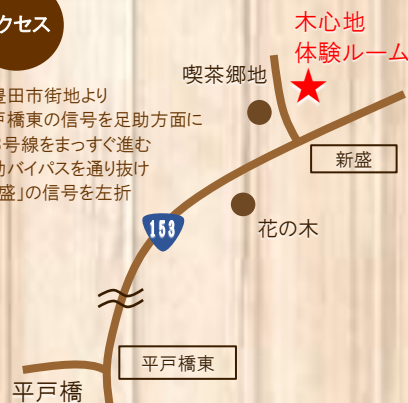 クセス
木心地
体験ルーム
喫茶郷地
豊田市街地より
戸橋東の信号を足助方面に
号線をまっすぐ進む
助バイパスを通り抜け
盛」の信号を左折
新盛
花の木
153
平戸橋東
平戸橋